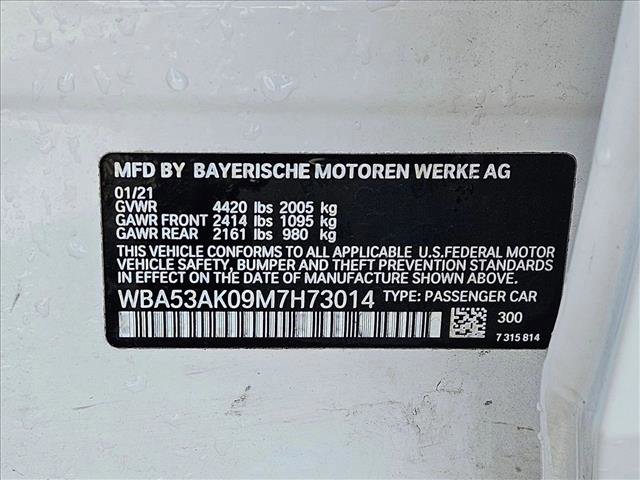 MFD BY BAYERISCHE MOTOREN WERKE AG
01/21
GVWR 4420 lbs 2005 kg
GAWR FRONT 2414 lbs 1095 kg
GAWR REAR 2161 lbs 980 kg
THIS VEHICLE CONFORMS TO ALL APPLICABLE U.S.FEDERAL MOTOR
VEHICLE SAFETY, BUMPER AND THEFT PREVENTION STANDARDS
IN EFFECT ON THE DATE OF MANUFACTURE SHOWN ABOVE.
WBA53AK09M7H73014 TYPE: PASSENGER CAR
300
7 315 814